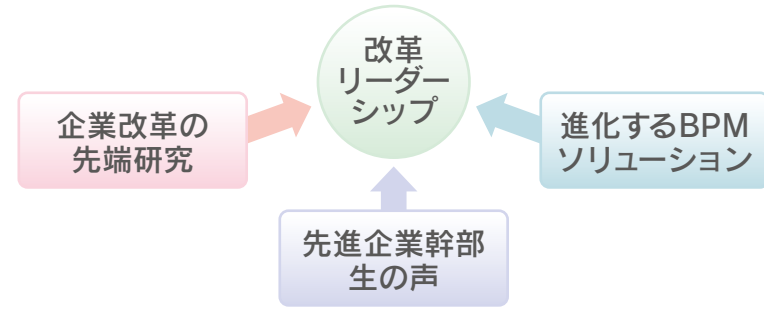 改革
リーダー
シップ
企業改革の
先端研究
進化するBPM
ソリューション
先進企業幹部
生の声